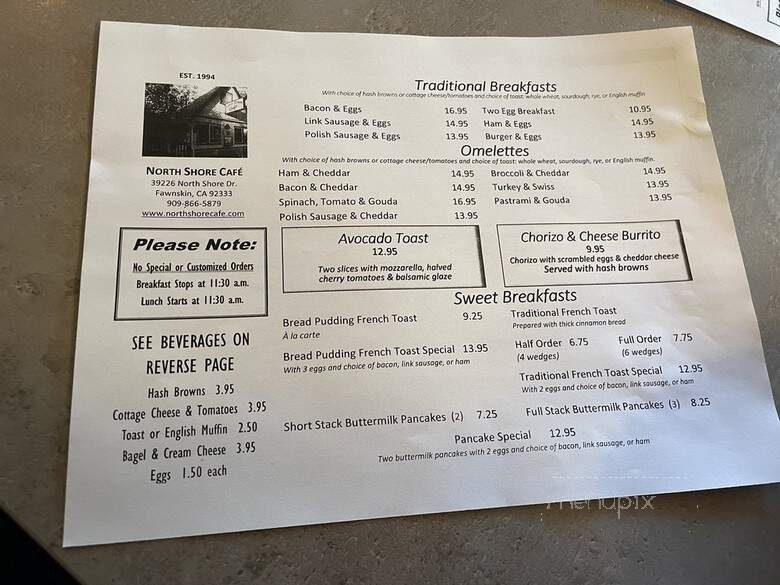 EST. 1994
NORTH SHORE CAFÉ
39226 North Shore Dr.
Fawnskin, CA 92333
909-866-5879
www.northshorecafe.com
Please Note:
No Special or Customized Orders
Breakfast Stops at 11:30 a.m.
Lunch Starts at 11:30 a.m.
SEE BEVERAGES ON
REVERSE PAGE
Hash Browns 3.95
Cottage Cheese & Tomatoes 3.95
Toast or English Muffin 2.50
Bagel & Cream Cheese 3.95
Eggs 1.50 each
Traditional Breakfasts
With choice of hash browns or cottage cheese/tomatoes and choice of toast: whole wheat, sourdough, rye, or English muffin
Bacon & Eggs 16.95 Two Egg Breakfast 10.95
Link Sausage & Eggs 14.95 Ham & Eggs 14.95
Polish Sausage & Eggs 13.95 Burger & Eggs 13.95
Omelettes
With choice of hash browns or cottage cheese/tomatoes and choice of toast: whole wheat, sourdough, rye, or English muffin.
Ham & Cheddar 14.95 Broccoli & Cheddar 14.95
Bacon & Cheddar 14.95 Turkey & Swiss 13.95
Spinach, Tomato & Gouda 16.95 Pastrami & Gouda 13.95
Polish Sausage & Cheddar 13.95
Avocado Toast
12.95
Two slices with mozzarella, halved
cherry tomatoes & balsamic glaze
Chorizo & Cheese Burrito
9.95
Chorizo with scrambled eggs & cheddar cheese
Served with hash browns
Sweet Breakfasts
Bread Pudding French Toast 9.25
À la carte
Bread Pudding French Toast Special 13.95
With 3 eggs and choice of bacon, link sausage, or ham
Traditional French Toast
Prepared with thick cinnamon bread
Half Order 6.75 Full Order 7.75
(4 wedges) (6 wedges)
Traditional French Toast Special 12.95
With 2 eggs and choice of bacon, link sausage, or ham
Short Stack Buttermilk Pancakes (2) 7.25 Full Stack Buttermilk Pancakes (3) 8.25
Pancake Special 12.95
Two buttermilk pancakes with 2 eggs and choice of bacon, link sausage, or ham
menupix